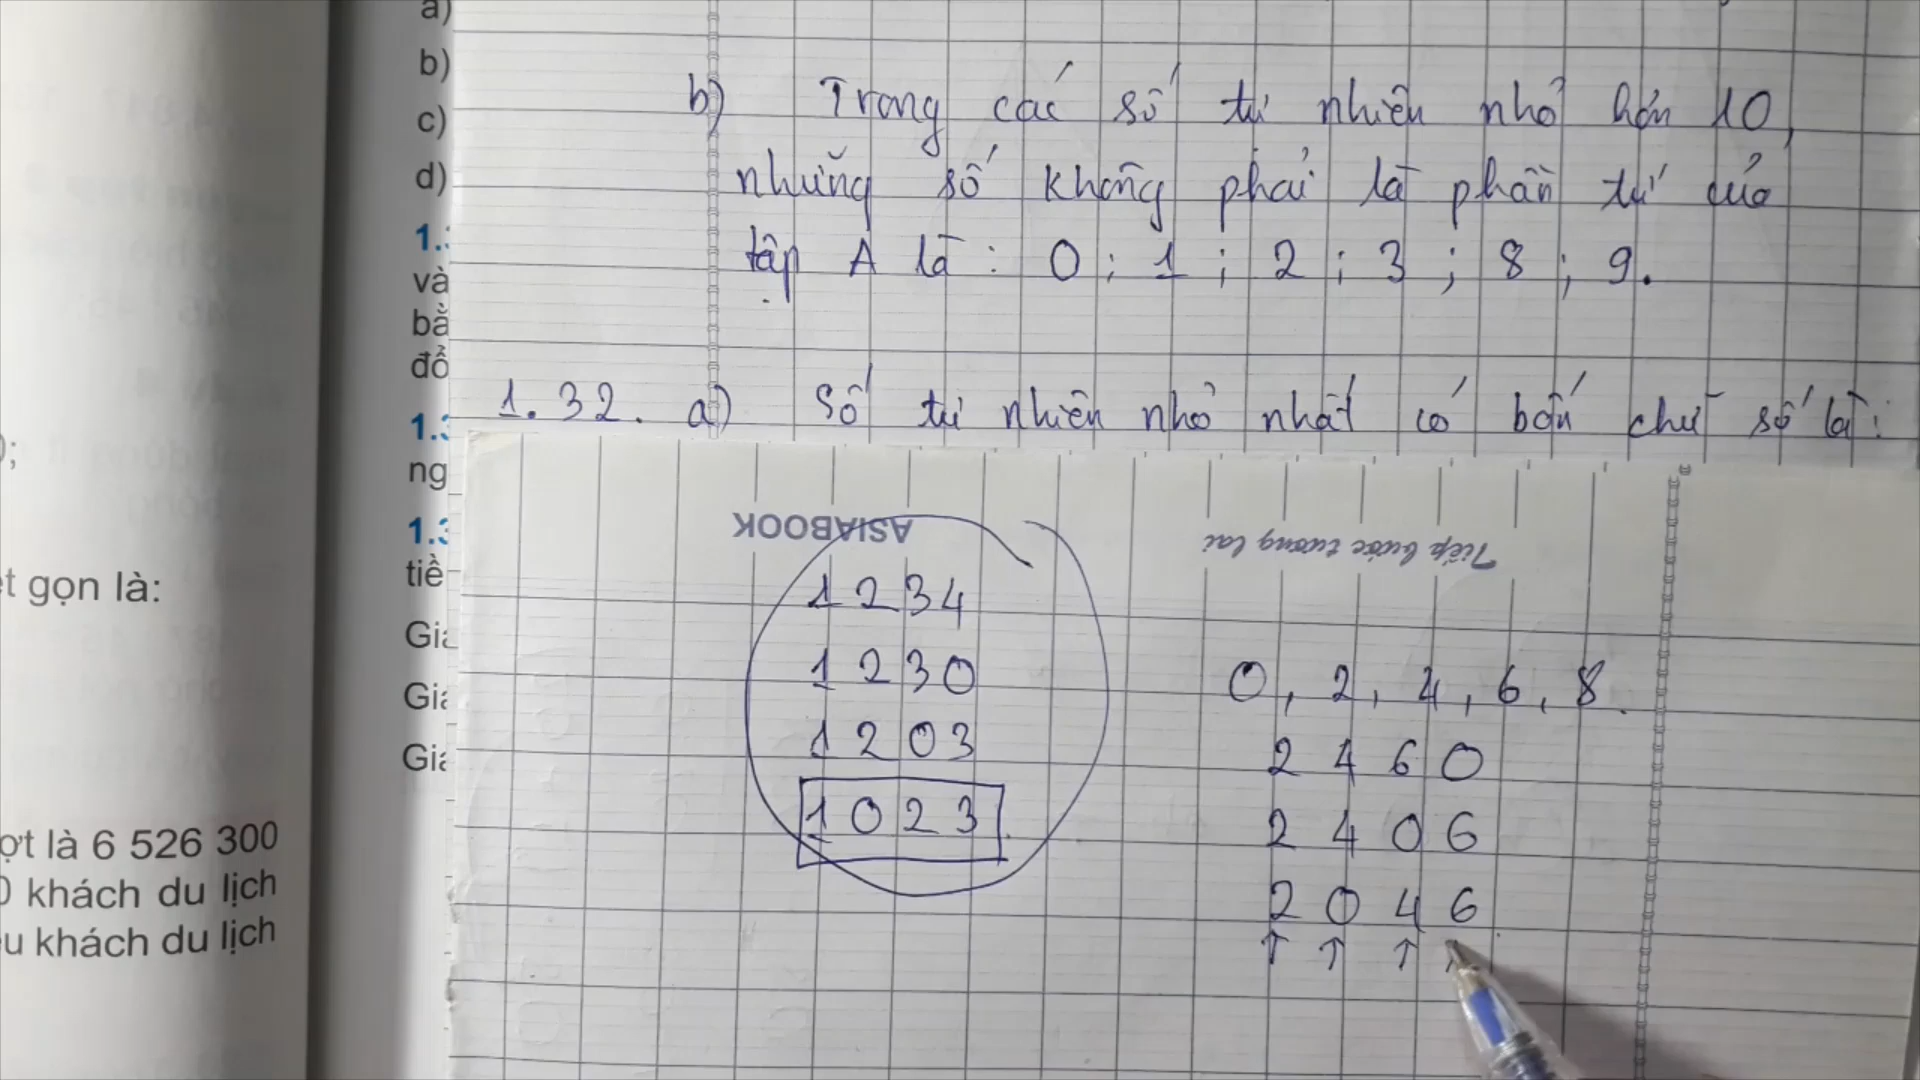 a)
b)
c)
d)
1.
và
bằ
đổ
1.3
ng
1.3
tiề
Giá
Giá
Giá
);
t gọn là:
ợt là 6 526 300
0 khách du lịch
u khách du lịch
b) Trong các số tự nhiên nhỏ hơn 10,
những số không phải là phần tử của
tập A là: 0; 1; 2; 3; 8; 9.
1.32. a) Số tự nhiên nhỏ nhất có bốn chữ số là:
ASIABOOK
Tiếp bước tương lai
1234
1230
1203
1023
0, 2, 4, 6, 8.
2460
2406
2046